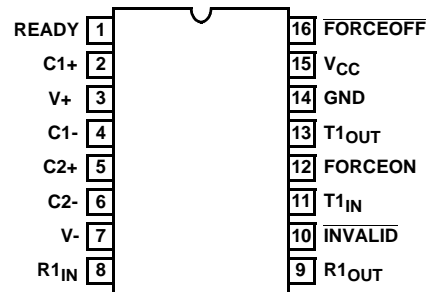 READY 1 16 FORCEOFF
C1+ 2 15 VCC
V+ 3 14 GND
C1- 4 13 T1OUT
C2+ 5 12 FORCEON
C2- 6 11 T1IN
V- 7 10 INVALID
R1IN 8 9 R1OUT